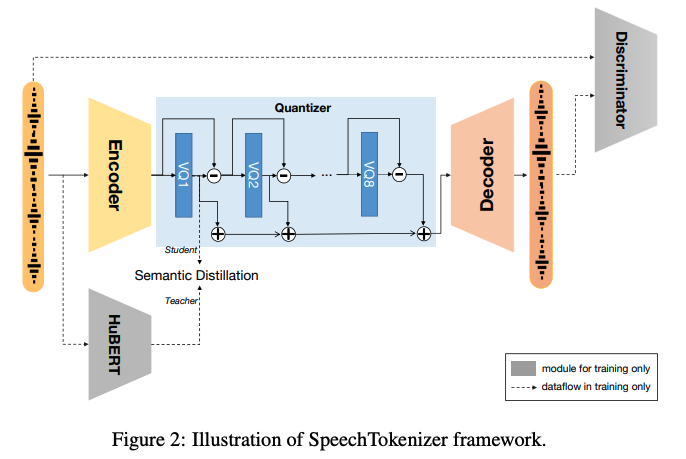 Discriminator
Quantizer
Encoder
VQ1
VQ2
...
VQ8
Decoder
Student
Semantic Distillation
Teacher
HuBERT
module for training only
dataflow in training only
Figure 2: Illustration of SpeechTokenizer framework.